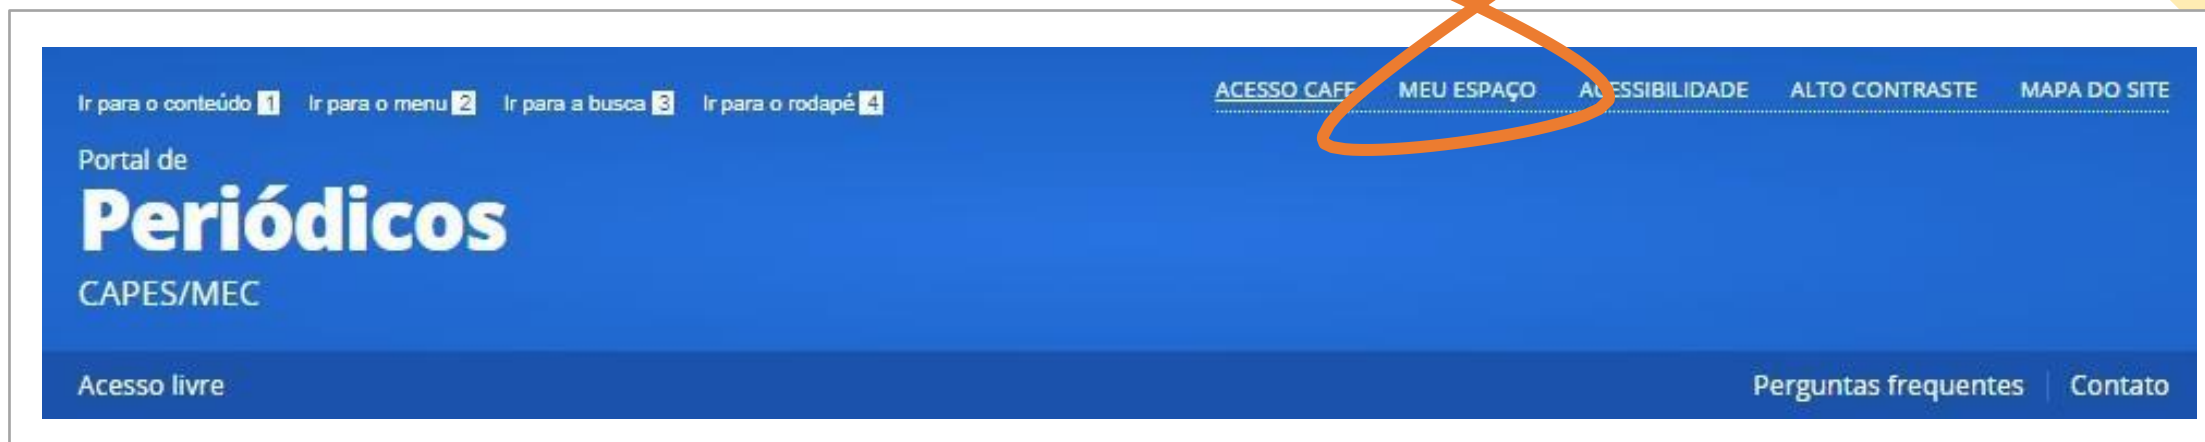 Ir para o conteúdo 1 Ir para o menu 2 Ir para a busca 3 Ir para o rodapé 4
ACESSO CAFE MEU ESPAÇO ACESSIBILIDADE ALTO CONTRASTE MAPA DO SITE
Portal de
Periódicos
CAPES/MEC
Acesso livre
Perguntas frequentes Contato